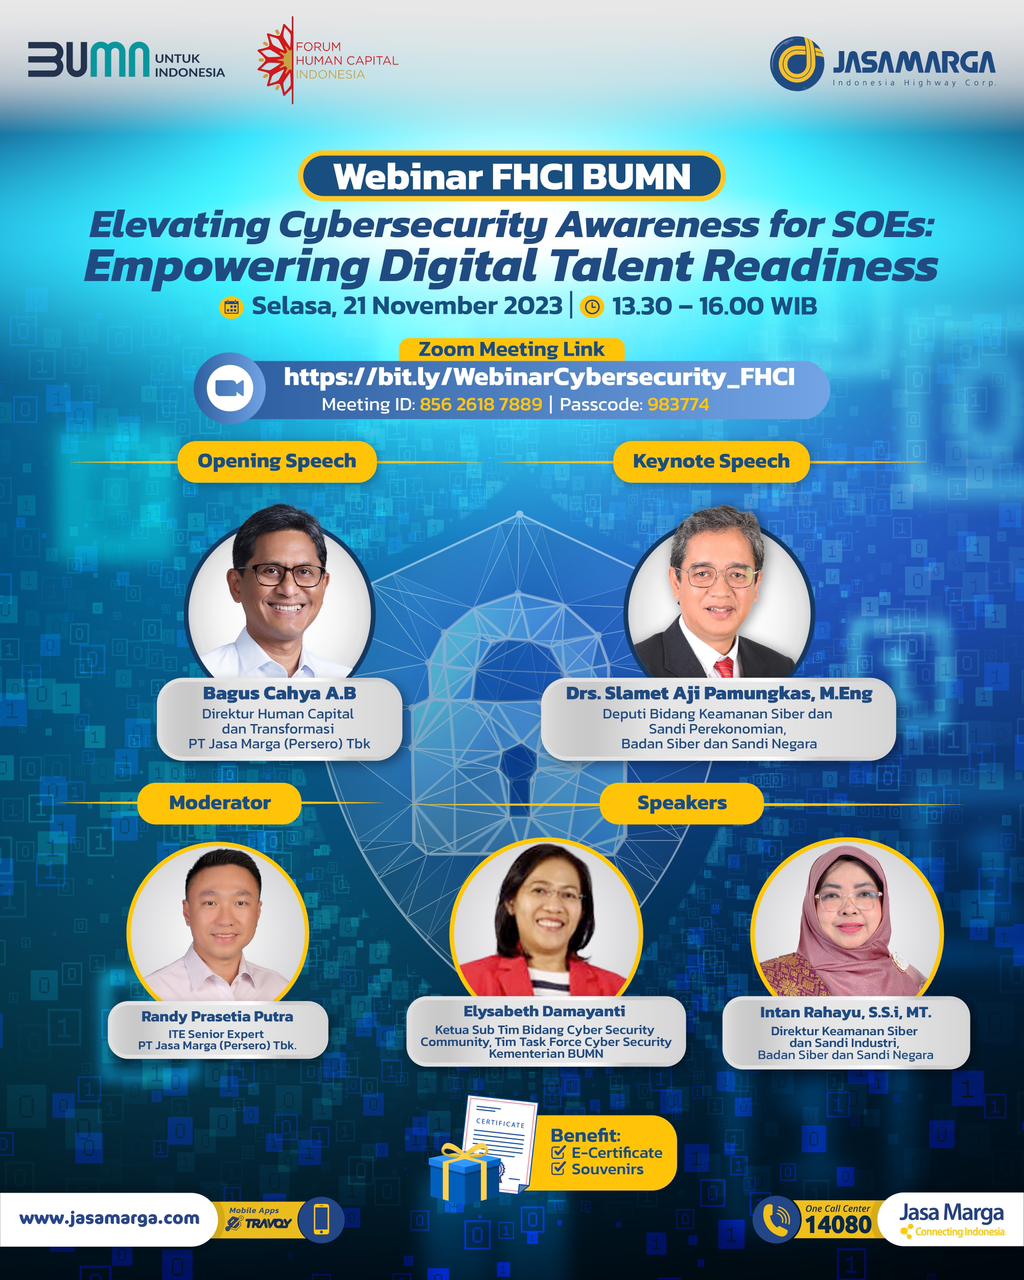 BUMN UNTUK INDONESIA
FORUM
HUMAN CAPITAL
INDONESIA
JASAMARGA
Indonesia Highway Corp.
Webinar FHCI BUMN
Elevating Cybersecurity Awareness for SOEs:
Empowering Digital Talent Readiness
Selasa, 21 November 2023 | 13.30 – 16.00 WIB
Zoom Meeting Link
https://bit.ly/WebinarCybersecurity_FHCI
Meeting ID: 856 2618 7889 | Passcode: 983774
Opening Speech
Bagus Cahya A.B
Direktur Human Capital
dan Transformasi
PT Jasa Marga (Persero) Tbk
Keynote Speech
Drs. Slamet Aji Pamungkas, M.Eng
Deputi Bidang Keamanan Siber dan
Sandi Perekonomian,
Badan Siber dan Sandi Negara
Moderator
Randy Prasetia Putra
ITE Senior Expert
PT Jasa Marga (Persero) Tbk.
Speakers
Elysabeth Damayanti
Ketua Sub Tim Bidang Cyber Security
Community, Tim Task Force Cyber Security
Kementerian BUMN
Intan Rahayu, S.S.i, MT.
Direktur Keamanan Siber
dan Sandi Industri,
Badan Siber dan Sandi Negara
CERTIFICATE
Benefit:
E-Certificate
Souvenirs
www.jasamarga.com
Mobile Apps
TRAVOY
One Call Center
14080
Jasa Marga
Connecting Indonesia